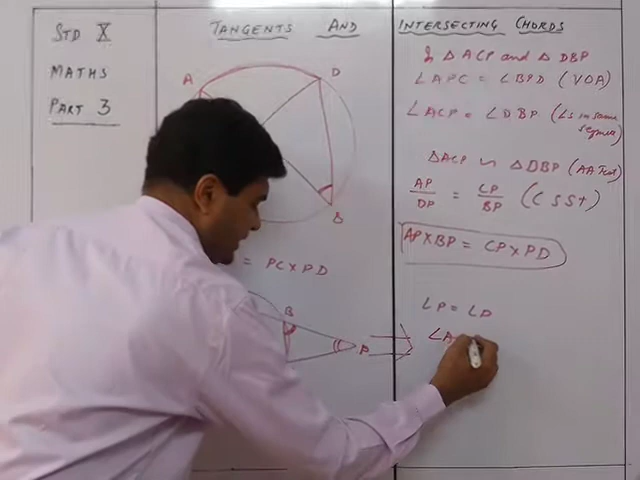 STD X
MATHS
PART 3
TANGENTS AND INTERSECTING CHORDS
A
D
B
= PC X PD
B
P
∆ ACP and ∆ DBP
∠APC = ∠BPD (VOA)
∠ACP = ∠DBP (∠s in same segment)
∆ACP ∽ ∆DBP (AA Test)
AP/DP = CP/BP (CSST)
AP X BP = CP X PD
∠P = ∠P
∠A